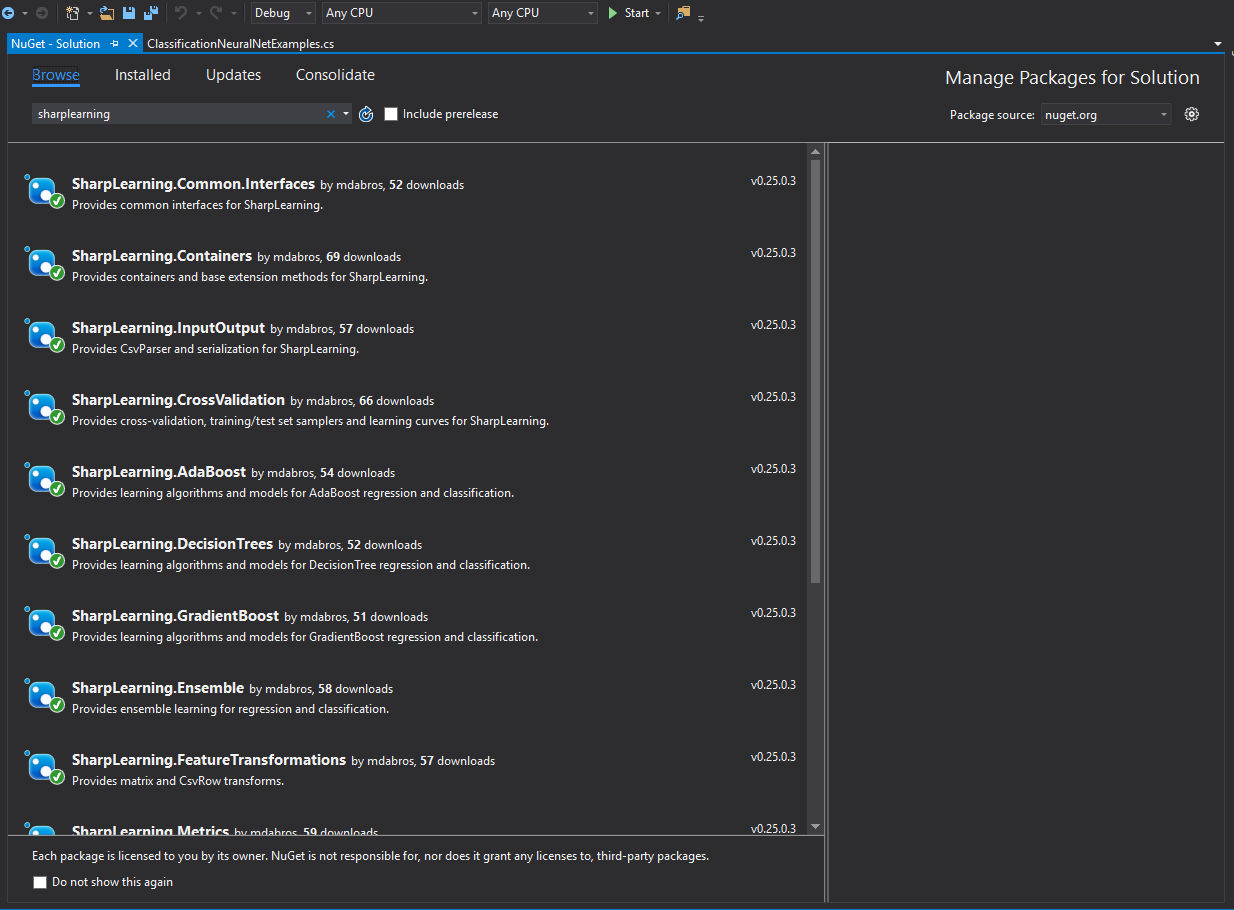 Debug Any CPU Any CPU Start
NuGet - Solution ClassificationNeuralNetExamples.cs
Browse Installed Updates Consolidate Manage Packages for Solution
sharplearning Include prerelease Package source: nuget.org
SharpLearning.Common.Interfaces by mdabros, 52 downloads v0.25.0.3
Provides common interfaces for SharpLearning.
SharpLearning.Containers by mdabros, 69 downloads v0.25.0.3
Provides containers and base extension methods for SharpLearning.
SharpLearning.InputOutput by mdabros, 57 downloads v0.25.0.3
Provides CsvParser and serialization for SharpLearning.
SharpLearning.CrossValidation by mdabros, 66 downloads v0.25.0.3
Provides cross-validation, training/test set samplers and learning curves for SharpLearning.
SharpLearning.AdaBoost by mdabros, 54 downloads v0.25.0.3
Provides learning algorithms and models for AdaBoost regression and classification.
SharpLearning.DecisionTrees by mdabros, 52 downloads v0.25.0.3
Provides learning algorithms and models for DecisionTree regression and classification.
SharpLearning.GradientBoost by mdabros, 51 downloads v0.25.0.3
Provides learning algorithms and models for GradientBoost regression and classification.
SharpLearning.Ensemble by mdabros, 58 downloads v0.25.0.3
Provides ensemble learning for regression and classification.
SharpLearning.FeatureTransformations by mdabros, 57 downloads v0.25.0.3
Provides matrix and CsvRow transforms.
SharpLearning.Metrics by mdabros, 59 downloads v0.25.0.3
Each package is licensed to you by its owner. NuGet is not responsible for, nor does it grant any licenses to, third-party packages.
Do not show this again